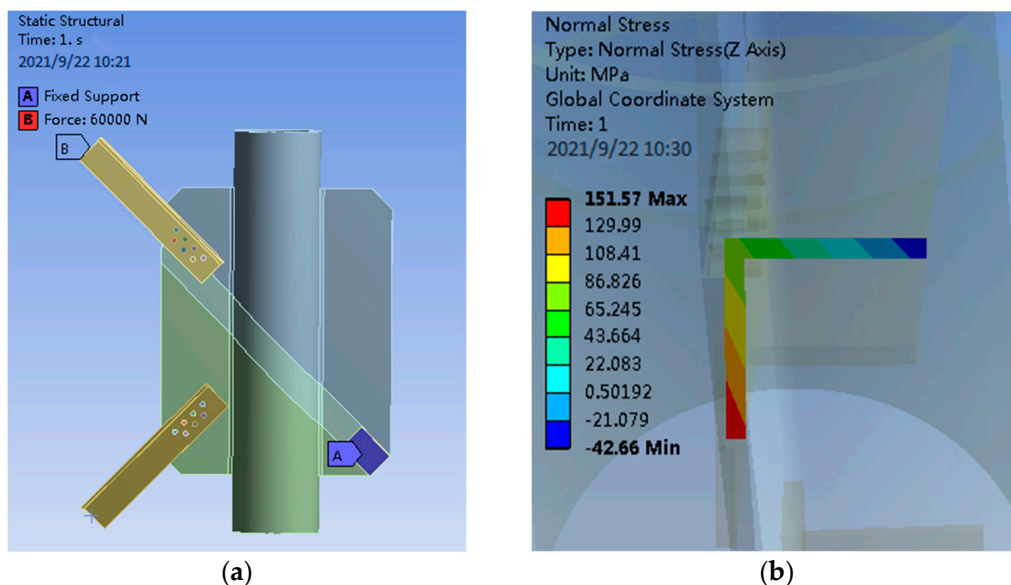 Static Structural
Time: 1. s
2021/9/22 10:21
A Fixed Support
B Force: 60000 N
B
A
(a)
Normal Stress
Type: Normal Stress(Z Axis)
Unit: MPa
Global Coordinate System
Time: 1
2021/9/22 10:30
151.57 Max
129.99
108.41
86.826
65.245
43.664
22.083
0.50192
-21.079
-42.66 Min
(b)